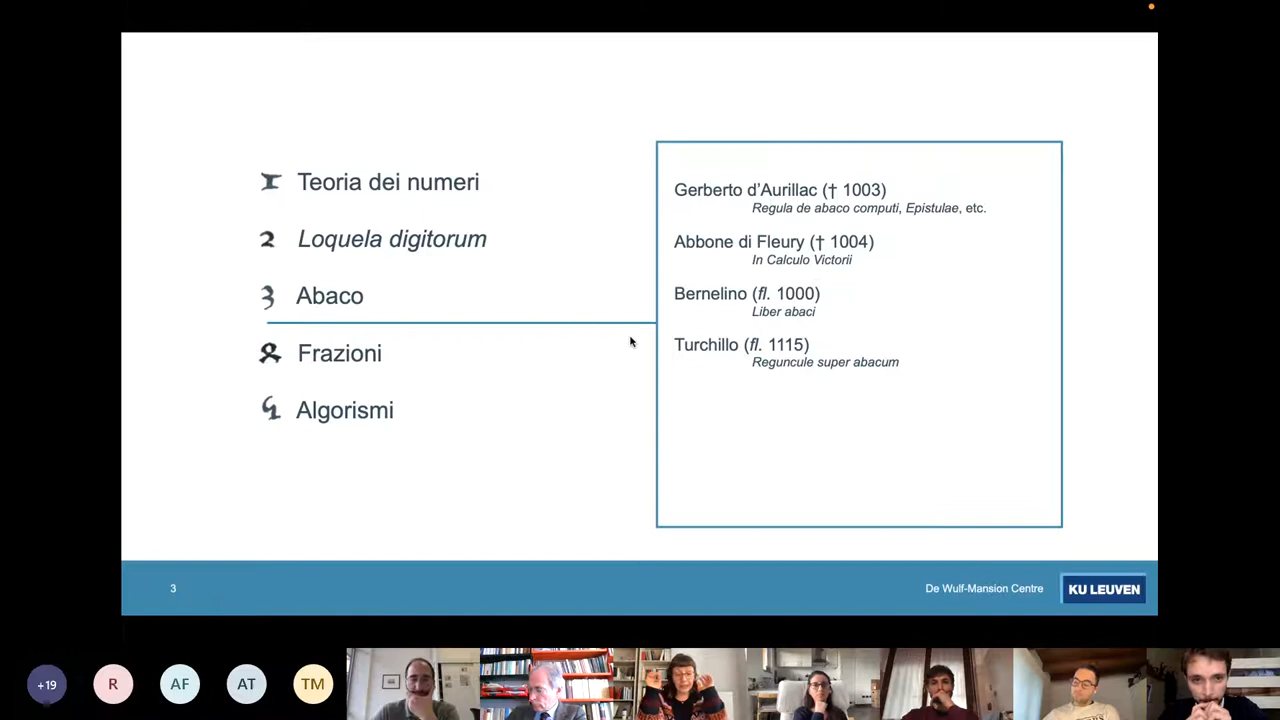 1 Teoria dei numeri
2 Loquela digitorum
3 Abaco
Frazioni
Algorismi
Gerberto d'Aurillac († 1003)
Regula de abaco computi, Epistulae, etc.
Abbone di Fleury († 1004)
In Calculo Victorii
Bernelino (fl. 1000)
Liber abaci
Turchillo (fl. 1115)
Reguncule super abacum
3
De Wulf-Mansion Centre
KU LEUVEN
+19
R
AF
AT
TM